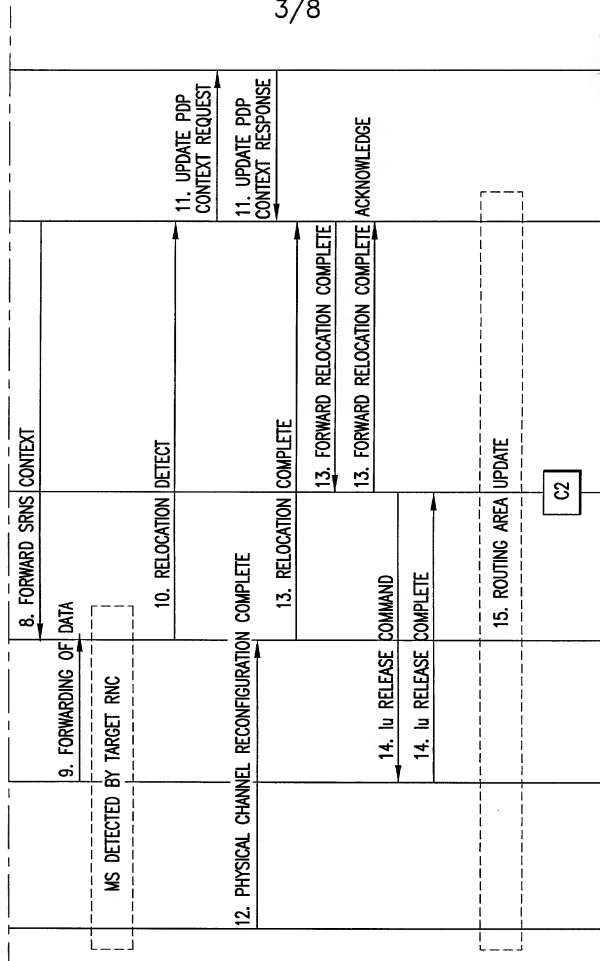 3/8
8. FORWARD SRNS CONTEXT
9. FORWARDING OF DATA
MS DETECTED BY TARGET RNC
10. RELOCATION DETECT
11. UPDATE PDP
CONTEXT REQUEST
12. PHYSICAL CHANNEL RECONFIGURATION COMPLETE
11. UPDATE PDP
CONTEXT RESPONSE
13. RELOCATION COMPLETE
13. FORWARD RELOCATION COMPLETE
13. FORWARD RELOCATION COMPLETE ACKNOWLEDGE
14. Iu RELEASE COMMAND
14. Iu RELEASE COMPLETE
15. ROUTING AREA UPDATE
C2